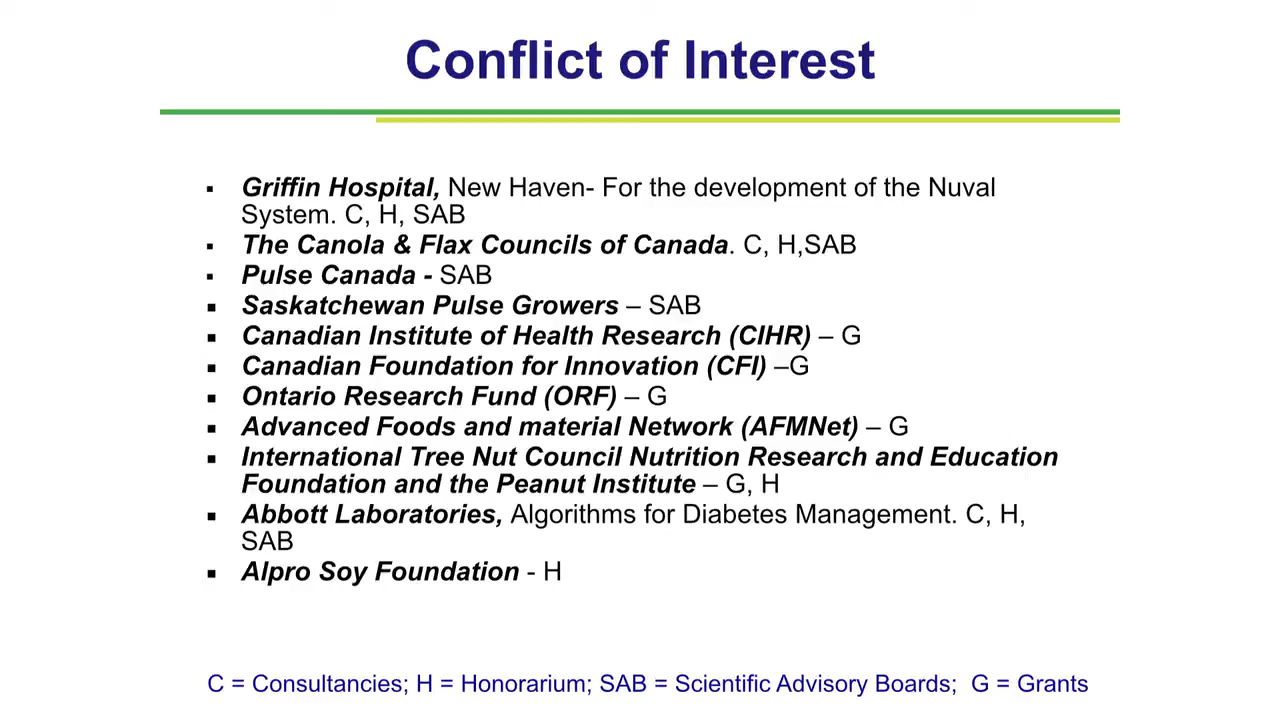 Conflict of Interest
▪ Griffin Hospital, New Haven- For the development of the Nuval
System. C, H, SAB
▪ The Canola & Flax Councils of Canada. C, H,SAB
▪ Pulse Canada - SAB
▪ Saskatchewan Pulse Growers – SAB
▪ Canadian Institute of Health Research (CIHR) – G
▪ Canadian Foundation for Innovation (CFI) –G
▪ Ontario Research Fund (ORF) – G
▪ Advanced Foods and material Network (AFMNet) – G
▪ International Tree Nut Council Nutrition Research and Education
Foundation and the Peanut Institute – G, H
▪ Abbott Laboratories, Algorithms for Diabetes Management. C, H,
SAB
▪ Alpro Soy Foundation - H
C = Consultancies; H = Honorarium; SAB = Scientific Advisory Boards;  G = Grants